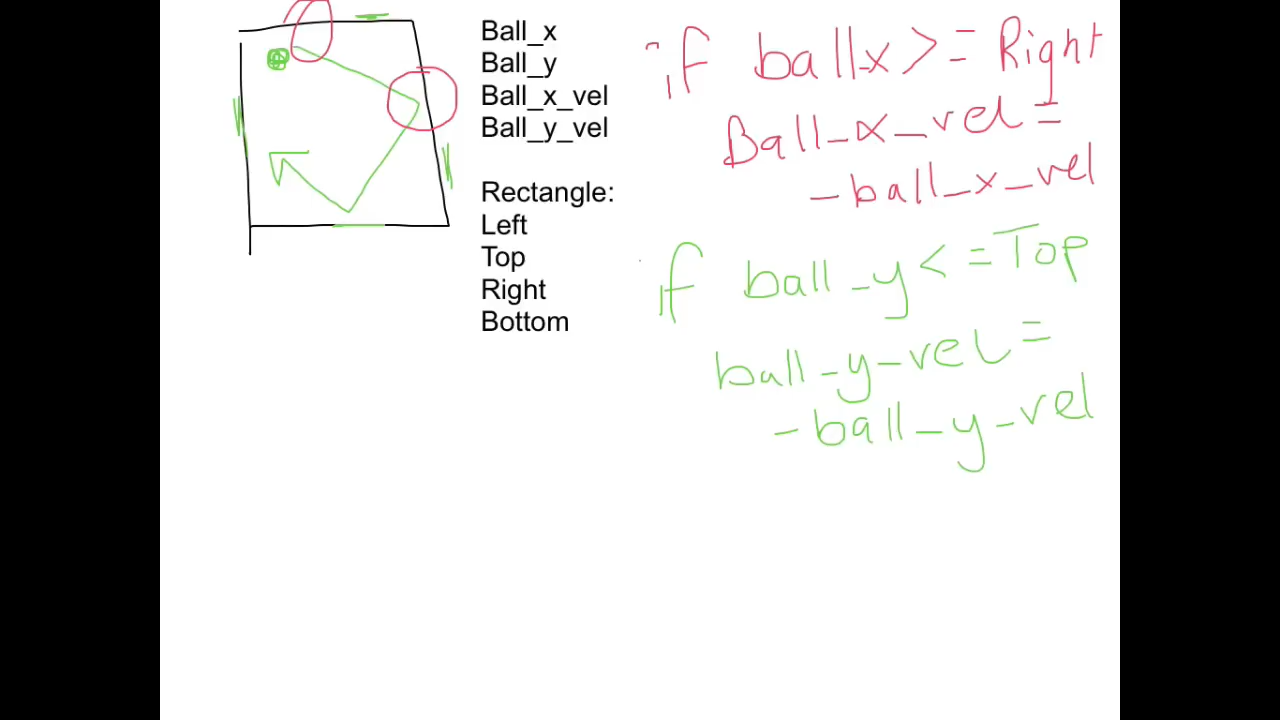 Ball_x
Ball_y
Ball_x_vel
Ball_y_vel
Rectangle:
Left
Top
Right
Bottom
if ball_x >= Right
Ball_x_vel =
-ball_x_vel
if ball_y <= Top
ball_y_vel =
-ball_y_vel